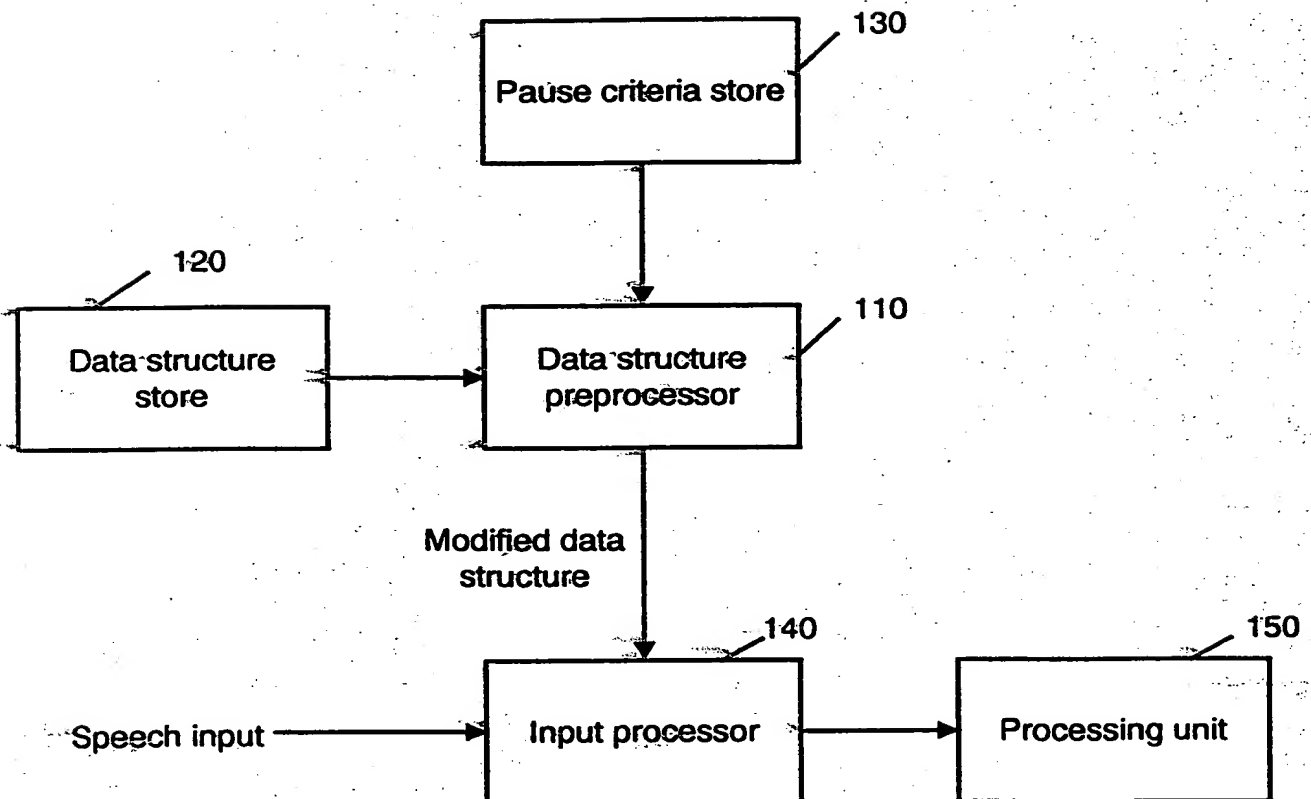 130
Pause criteria store
120
110
Data structure
store
Data structure
preprocessor
Modified data
structure
140
150
Speech input
Input processor
Processing unit